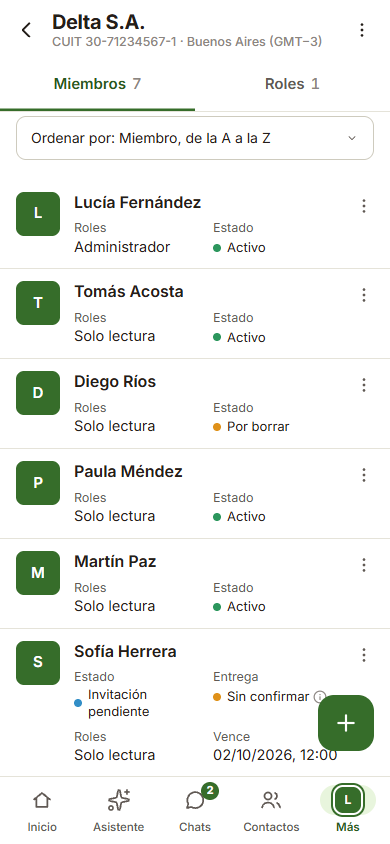 Delta S.A.
CUIT 30-71234567-1 · Buenos Aires (GMT−3)
Miembros 7
Roles 1
Ordenar por: Miembro, de la A a la Z
L
Lucía Fernández
Roles
Estado
Administrador
Activo
T
Tomás Acosta
Roles
Estado
Solo lectura
Activo
D
Diego Ríos
Roles
Estado
Solo lectura
Por borrar
P
Paula Méndez
Roles
Estado
Solo lectura
Activo
M
Martín Paz
Roles
Estado
Solo lectura
Activo
S
Sofía Herrera
Estado
Entrega
Invitación
pendiente
Sin confirmar
Roles
Vence
Solo lectura
02/10/2026, 12:00
2
L
Inicio
Asistente
Chats
Contactos
Más